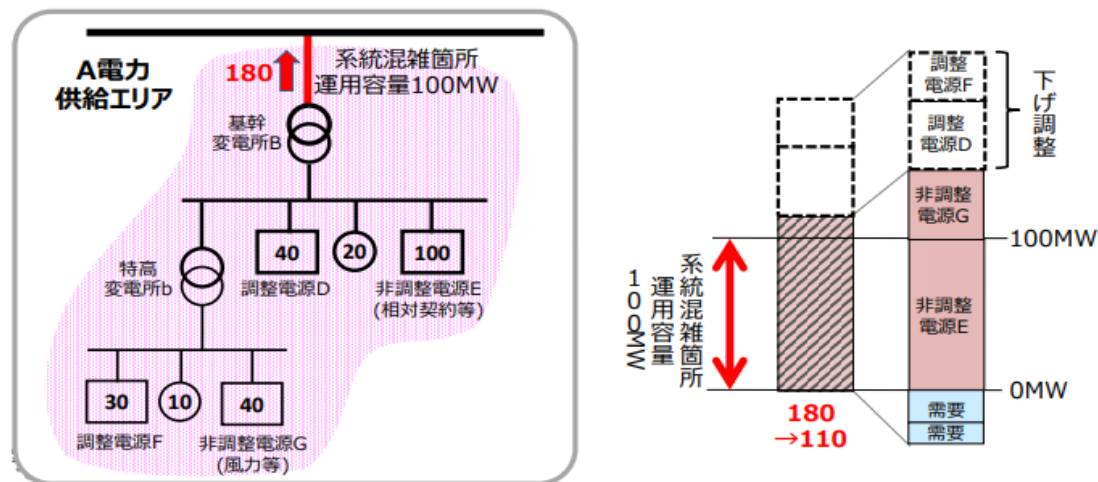 A電力
供給エリア
180
系統混雑箇所
運用容量100MW
基幹
変電所B
40
20
100
調整電源D
非調整電源E
(相対契約等)
特高
変電所b
30
10
40
調整電源F
非調整電源G
(風力等)
系統混雑箇所
運用容量
100MW
180
→110
調整
電源F
調整
電源D
下げ調整
非調整
電源G
100MW
非調整
電源E
0MW
需要
需要